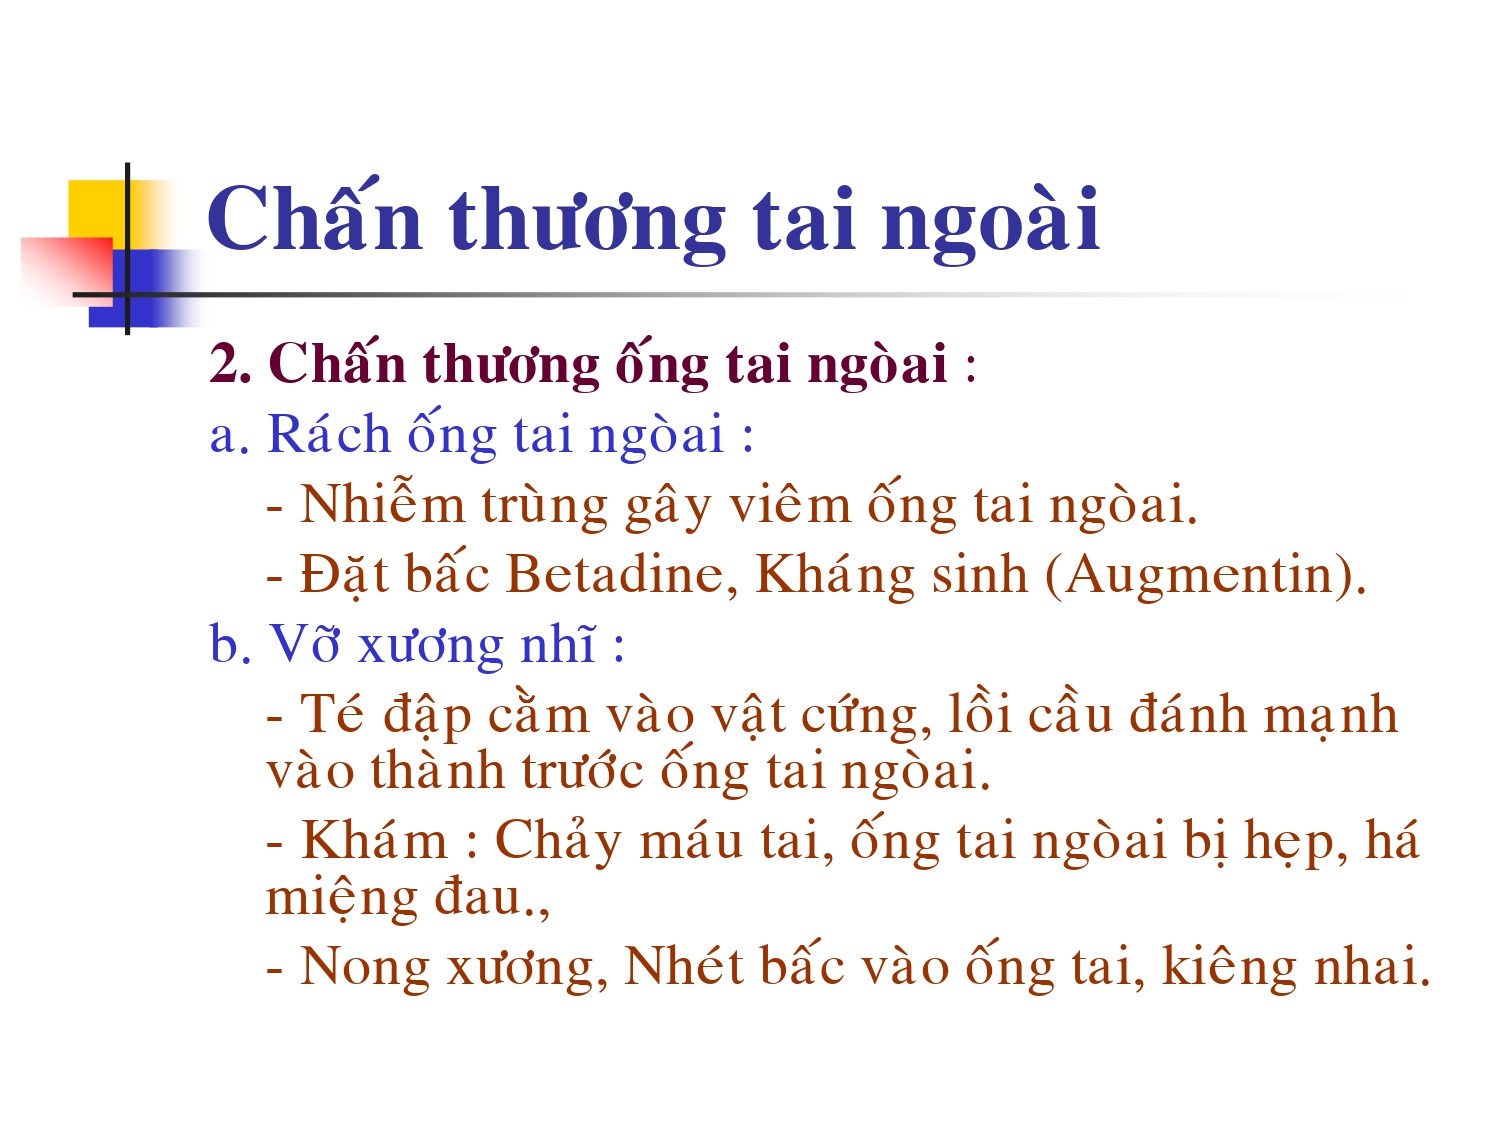 Chấn thương tai ngoài
2. Chấn thương ống tai ngòai :
a. Rách ống tai ngòai :
- Nhiễm trùng gây viêm ống tai ngòai.
- Đặt bấc Betadine, Kháng sinh (Augmentin).
b. Vỡ xương nhĩ :
- Té đập cằm vào vật cứng, lồi cầu đánh mạnh
vào thành trước ống tai ngòai.
- Khám : Chảy máu tai, ống tai ngòai bị hẹp, há
miệng đau.,
- Nong xương, Nhét bấc vào ống tai, kiêng nhai.